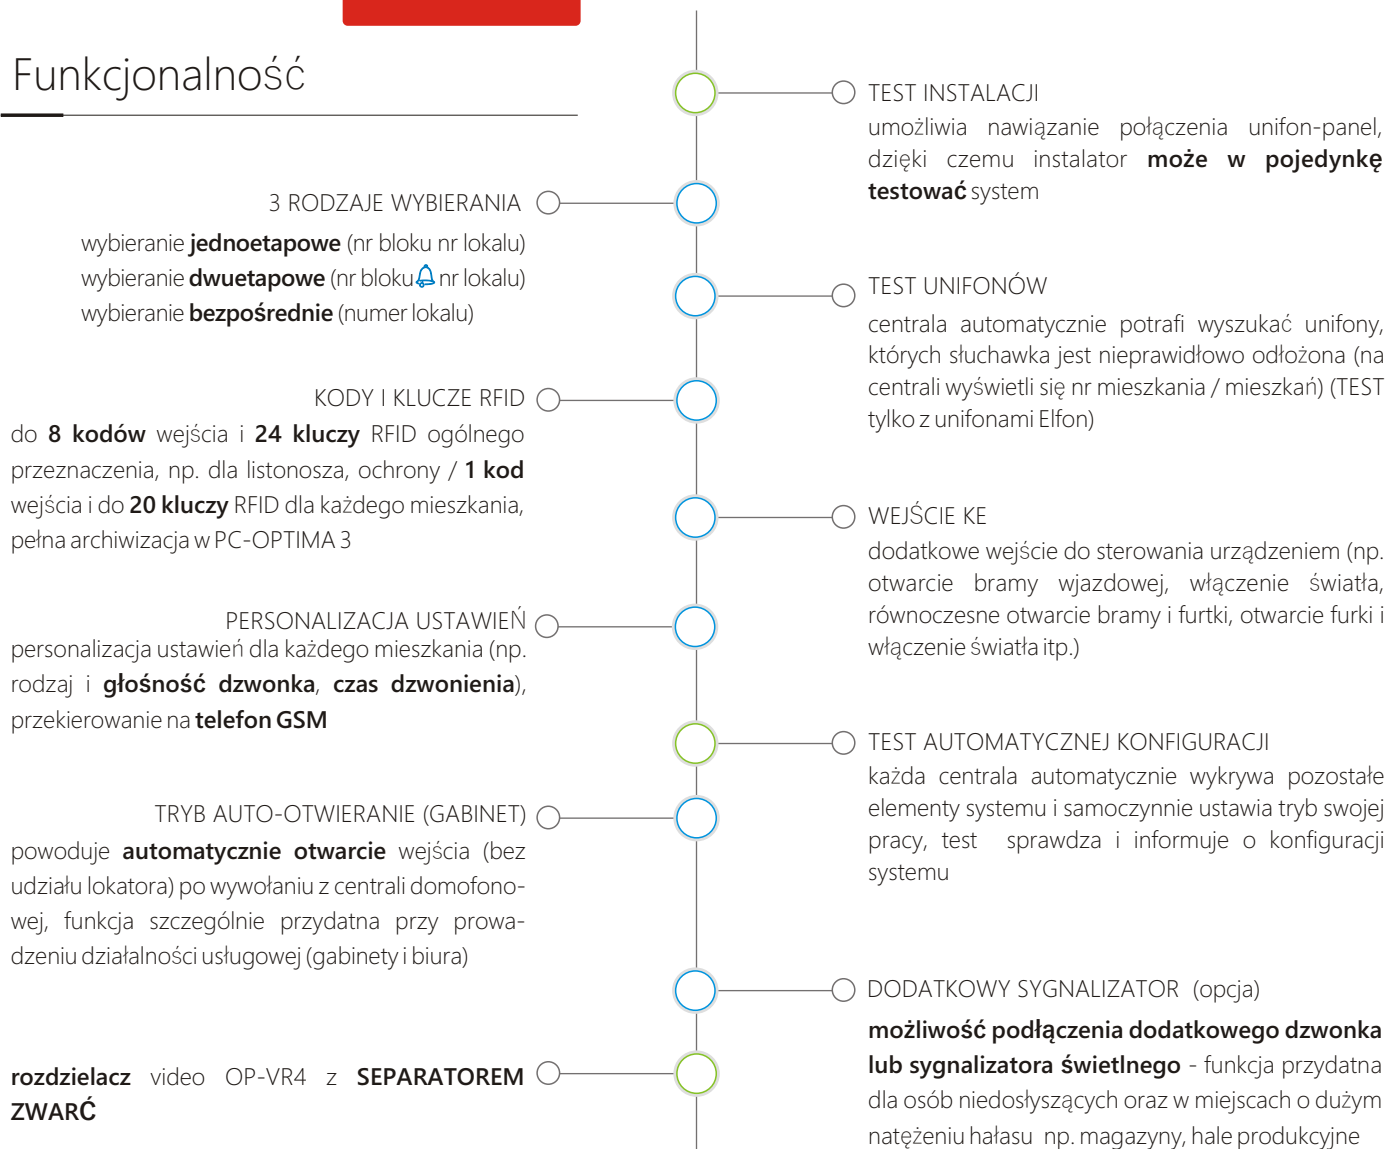 Funkcjonalność
3 RODZAJE WYBIERANIA
wybieranie jednoetapowe (nr bloku nr lokalu)
wybieranie dwuetapowe (nr bloku nr lokalu)
wybieranie bezpośrednie (numer lokalu)
KODY I KLUCZE RFID
do 8 kodów wejścia i 24 kluczy RFID ogólnego
przeznaczenia, np. dla listonosza, ochrony / 1 kod
wejścia i do 20 kluczy RFID dla każdego mieszkania,
pełna archiwizacja w PC-OPTIMA 3
PERSONALIZACJA USTAWIEŃ
personalizacja ustawień dla każdego mieszkania (np.
rodzaj i głośność dzwonka, czas dzwonienia),
przekierowanie na telefon GSM
TRYB AUTO-OTWIERANIE (GABINET)
powoduje automatycznie otwarcie wejścia (bez
udziału lokatora) po wywołaniu z centrali domofono-
wej, funkcja szczególnie przydatna przy prowa-
dzeniu działalności usługowej (gabinety i biura)
rozdzielacz video OP-VR4 z SEPARATOREM
ZWARĆ
TEST INSTALACJI
umożliwia nawiązanie połączenia unifon-panel,
dzięki czemu instalator może w pojedynkę
testować system
TEST UNIFONÓW
centrala automatycznie potrafi wyszukać unifony,
których słuchawka jest nieprawidłowo odłożona (na
centrali wyświetli się nr mieszkania / mieszkań) (TEST
tylko z unifonami Elfon)
WEJŚCIE KE
dodatkowe wejście do sterowania urządzeniem (np.
otwarcie bramy wjazdowej, włączenie światła,
równoczesne otwarcie bramy i furtki, otwarcie furki i
włączenie światła itp.)
TEST AUTOMATYCZNEJ KONFIGURACJI
każda centrala automatycznie wykrywa pozostałe
elementy systemu i samoczynnie ustawia tryb swojej
pracy, test sprawdza i informuje o konfiguracji
systemu
DODATKOWY SYGNALIZATOR (opcja)
możliwość podłączenia dodatkowego dzwonka
lub sygnalizatora świetlnego - funkcja przydatna
dla osób niedosłyszących oraz w miejscach o dużym
natężeniu hałasu np. magazyny, hale produkcyjne